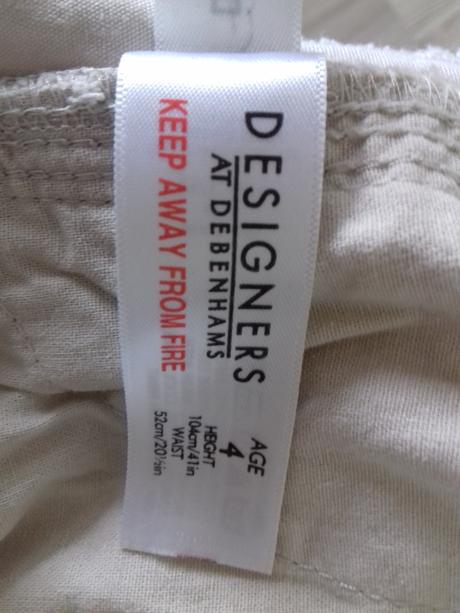 DESIGNERS
AT DEBENHAMS
KEEP AWAY FROM FIRE
AGE
4
HEIGHT
104cm/41in
WAIST
52cm/20½in